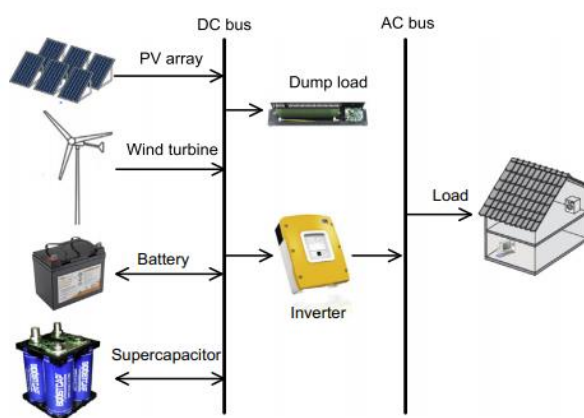 DC bus
AC bus
PV array
Dump load
Wind turbine
Load
Battery
Inverter
Supercapacitor